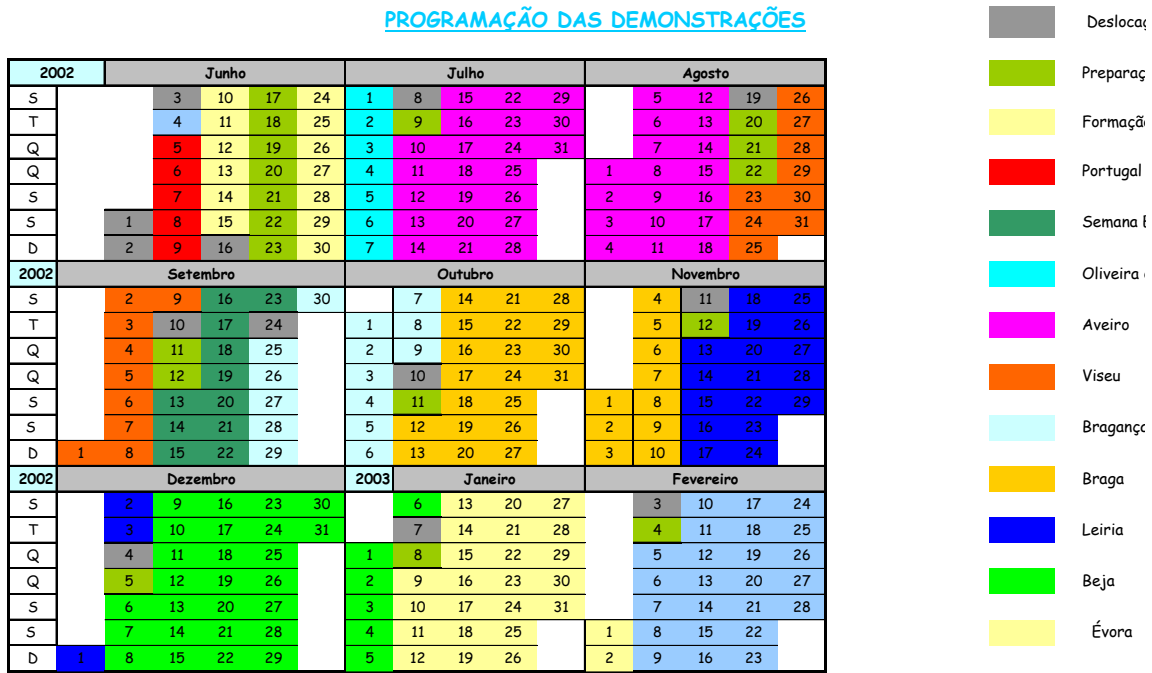 PROGRAMAÇÃO DAS DEMONSTRAÇÕES
2002 Junho Julho Agosto
S 3 10 17 24 1 8 15 22 29 5 12 19 26
T 4 11 18 25 2 9 16 23 30 6 13 20 27
Q 5 12 19 26 3 10 17 24 31 7 14 21 28
Q 6 13 20 27 4 11 18 25 1 8 15 22 29
S 7 14 21 28 5 12 19 26 2 9 16 23 30
S 1 8 15 22 29 6 13 20 27 3 10 17 24 31
D 2 9 16 23 30 7 14 21 28 4 11 18 25
2002 Setembro Outubro Novembro
S 2 9 16 23 30 7 14 21 28 4 11 18 25
T 3 10 17 24 1 8 15 22 29 5 12 19 26
Q 4 11 18 25 2 9 16 23 30 6 13 20 27
Q 5 12 19 26 3 10 17 24 31 7 14 21 28
S 6 13 20 27 4 11 18 25 1 8 15 22 29
S 7 14 21 28 5 12 19 26 2 9 16 23
D 1 8 15 22 29 6 13 20 27 3 10 17 24
2002 Dezembro 2003 Janeiro Fevereiro
S 2 9 16 23 30 6 13 20 27 3 10 17 24
T 3 10 17 24 31 7 14 21 28 4 11 18 25
Q 4 11 18 25 1 8 15 22 29 5 12 19 26
Q 5 12 19 26 2 9 16 23 30 6 13 20 27
S 6 13 20 27 3 10 17 24 31 7 14 21 28
S 7 14 21 28 4 11 18 25 1 8 15 22
D 1 8 15 22 29 5 12 19 26 2 9 16 23
Desloca
Preparaç
Formaçã
Portugal
Semana
Oliveira
Aveiro
Viseu
Braganç
Braga
Leiria
Beja
Évora